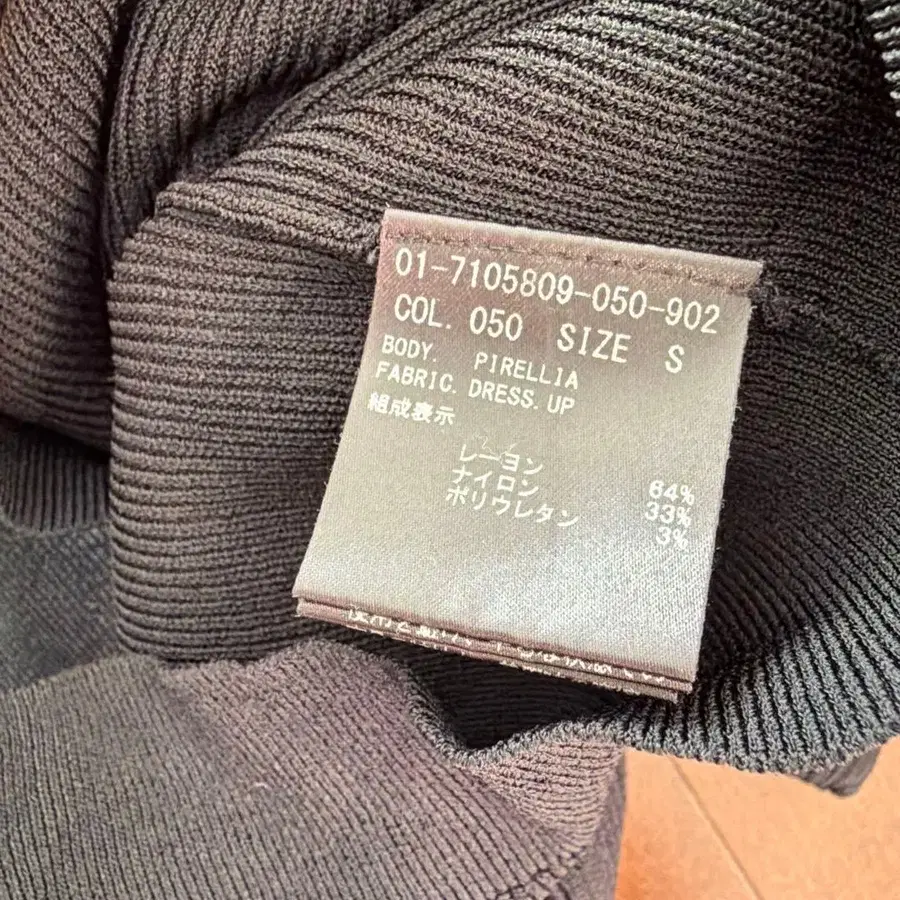 01-7105809-050-902
COL. 050 SIZE S
BODY. PIRELLIA
FABRIC. DRESS. UP
組成表示
レーヨン 64%
ナイロン 33%
ポリウレタン 3%